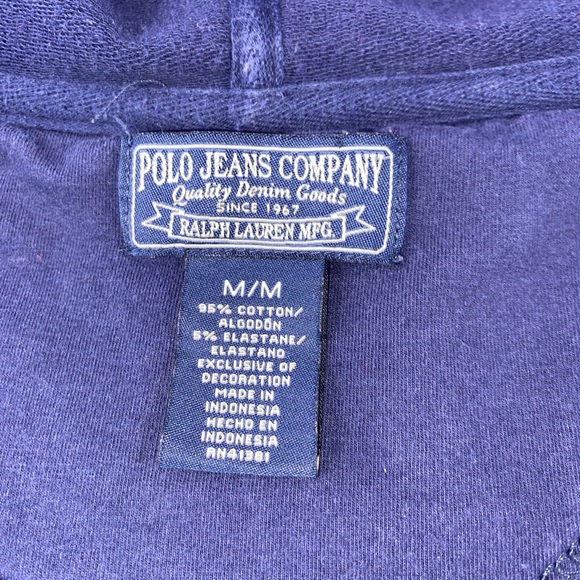 POLO JEANS COMPANY
Quality Denim Goods
SINCE 1967
RALPH LAUREN MFG.
M/M
95% COTTON/
ALGODÓN
5% ELASTANE/
ELASTANO
EXCLUSIVE OF
DECORATION
MADE IN
INDONESIA
HECHO EN
INDONESIA
RN41381